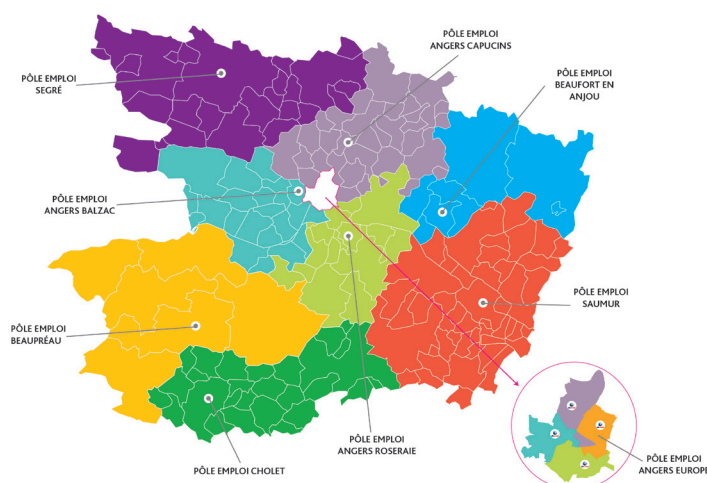 PÔLE EMPLOI
ANGERS CAPUCINS
PÔLE EMPLOI
SEGRÉ
PÔLE EMPLOI
BEAUFORT EN
ANJOU
PÔLE EMPLOI
ANGERS BALZAC
PÔLE EMPLOI
SAUMUR
PÔLE EMPLOI
BEAUPRÉAU
PÔLE EMPLOI
ANGERS ROSERAIE
PÔLE EMPLOI CHOLET
PÔLE EMPLOI
ANGERS EUROPE